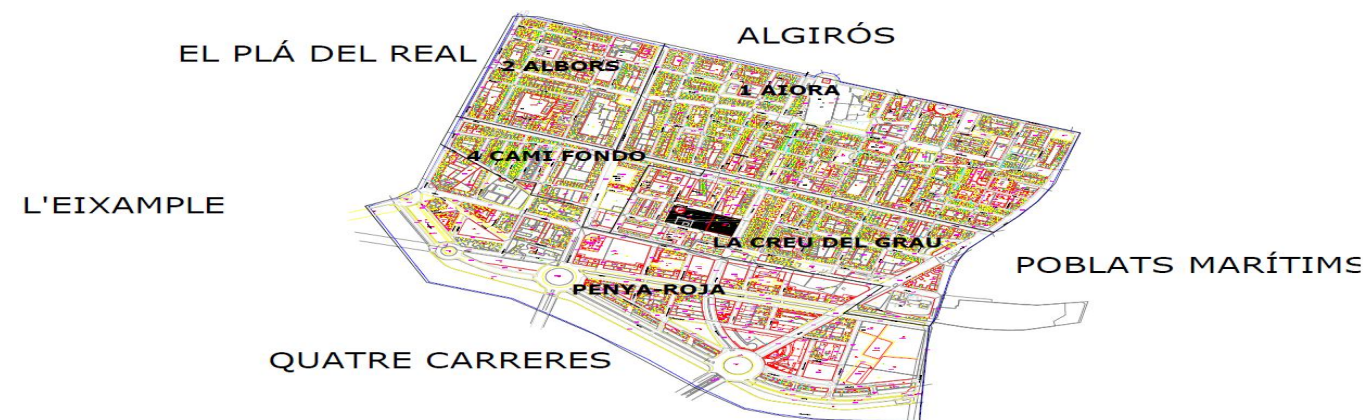 ALGIRÓS
EL PLÁ DEL REAL
2 ALBORS
1 AIORA
4 CAMI FONDO
L'EIXAMPLE
LA CREU DEL GRAU
POBLATS MARÍTIMS
PENYA-ROJA
QUATRE CARRERES